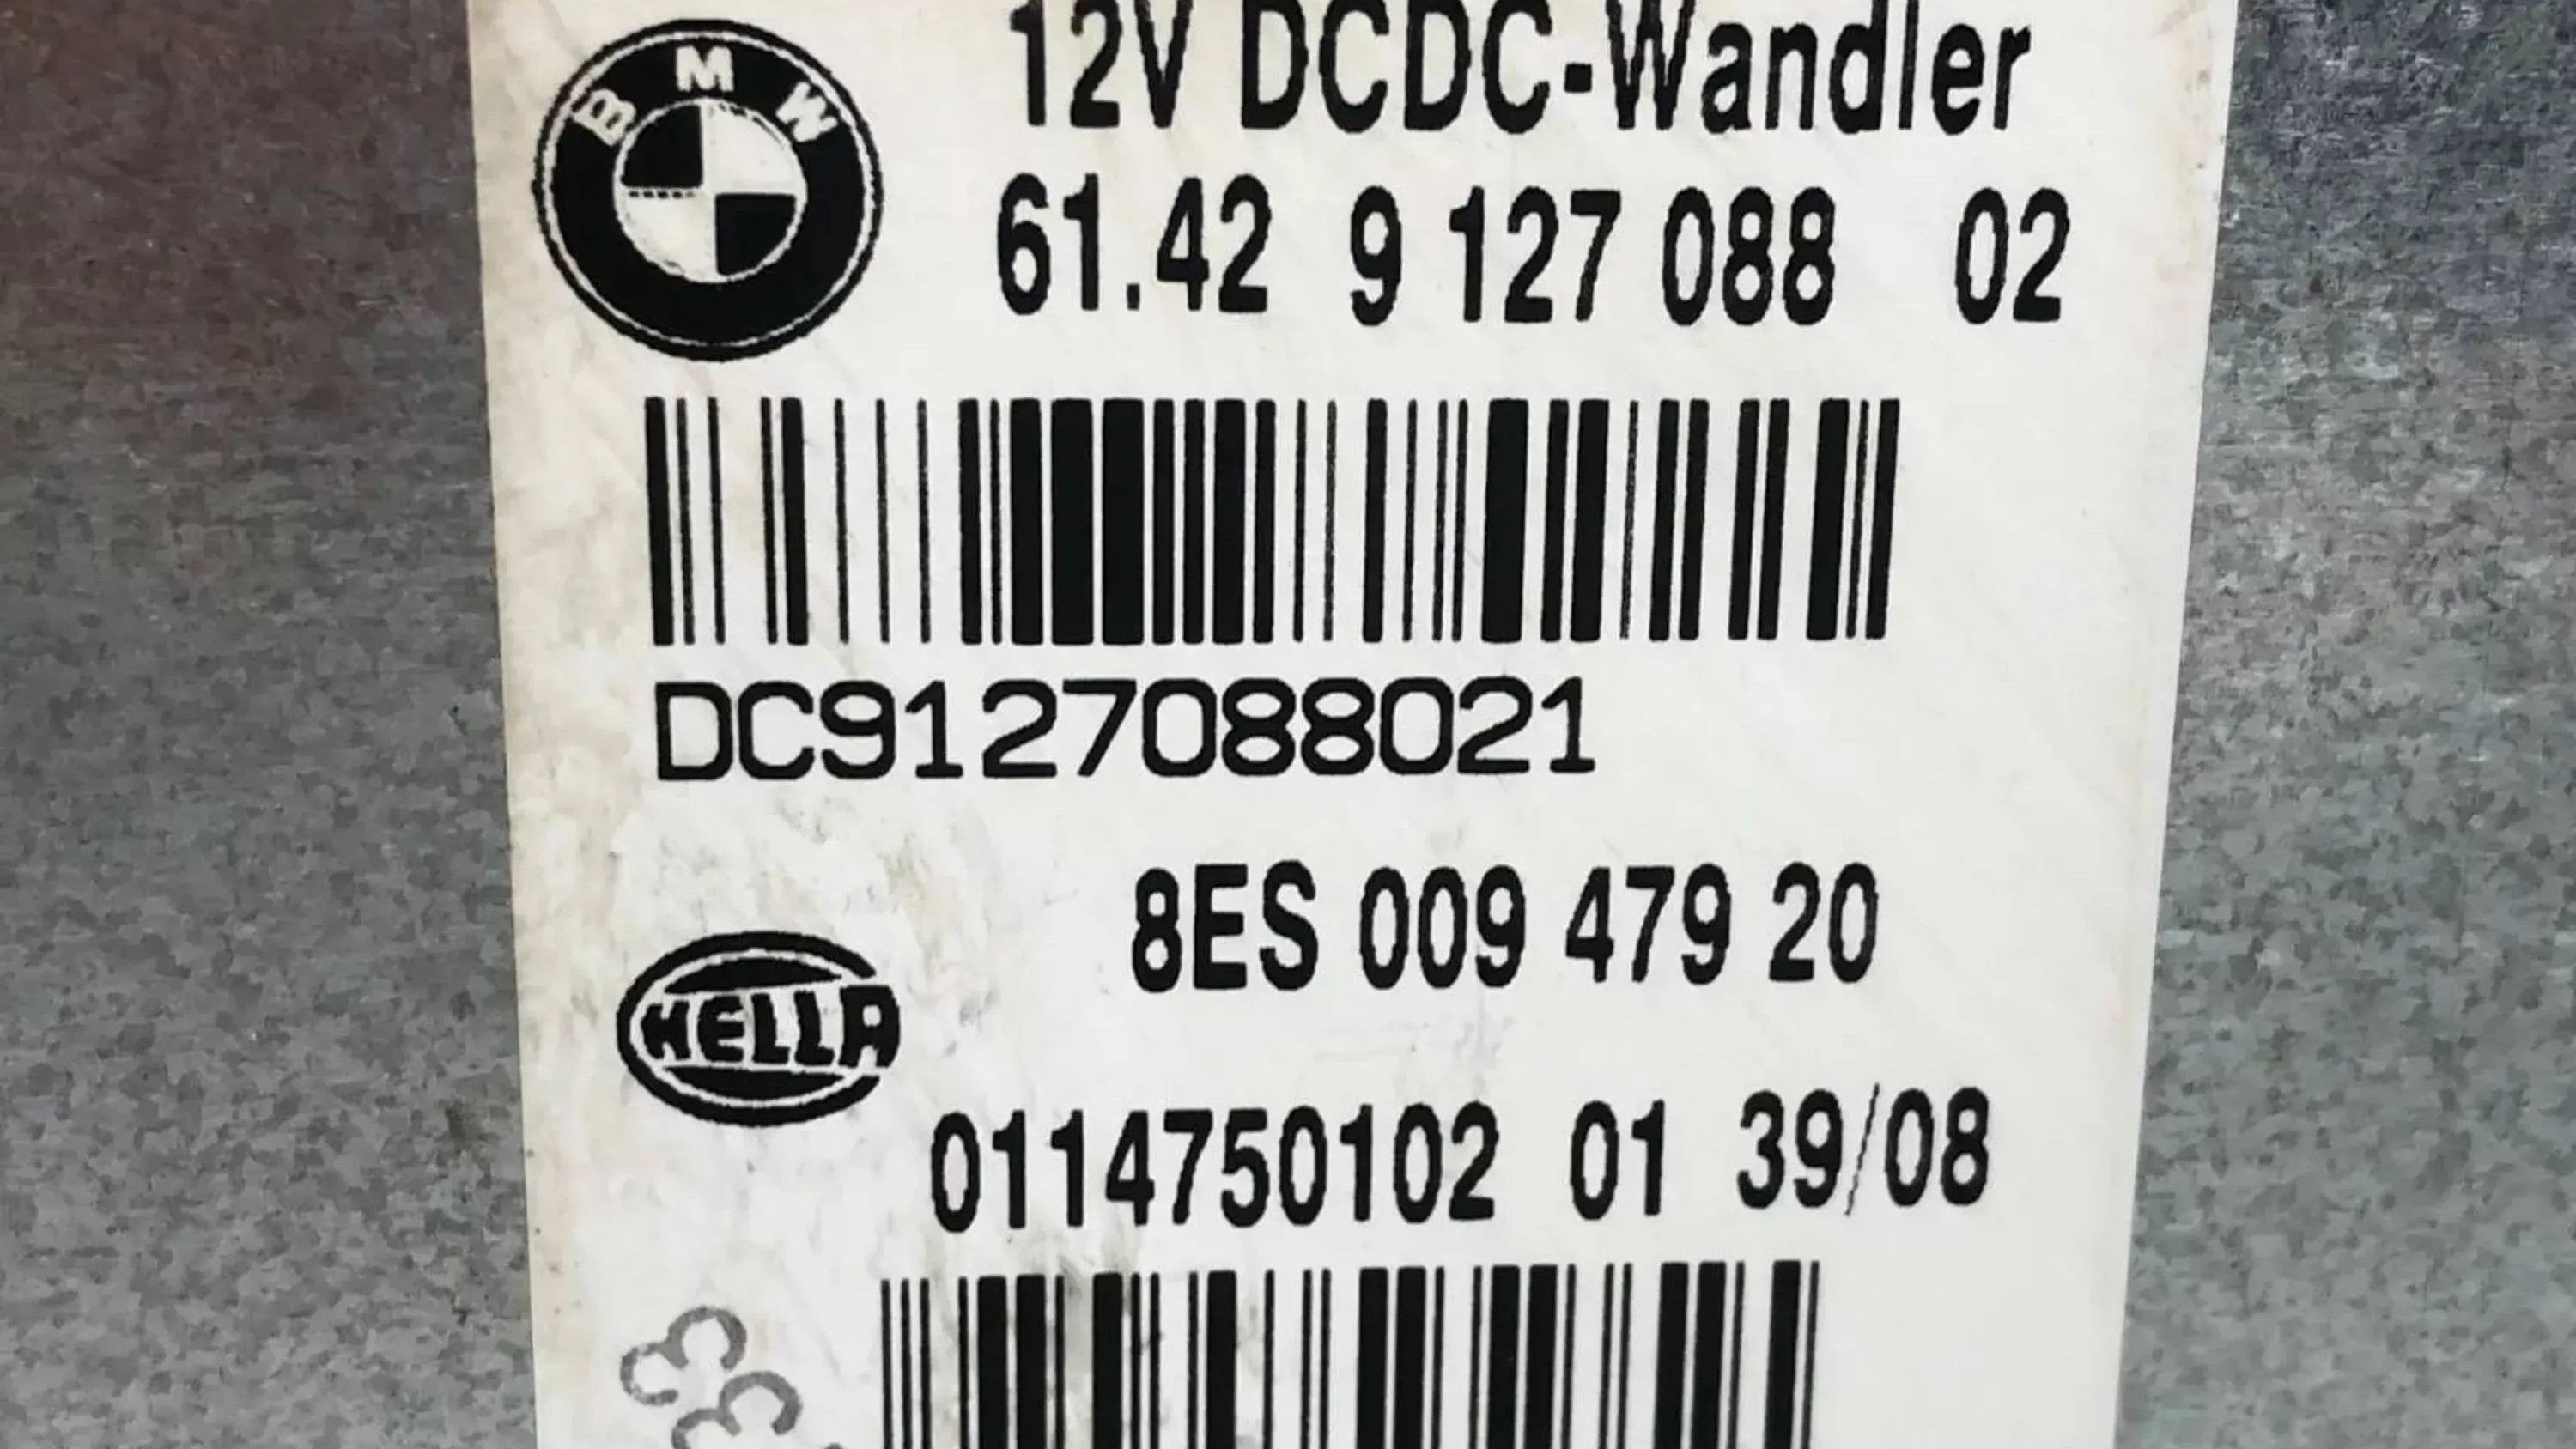 BMW
12V DCDC-Wandler
61.42 9 127 088 02
DC9127088021
8ES 009 479 20
HELLA
0114750102 01 39/08